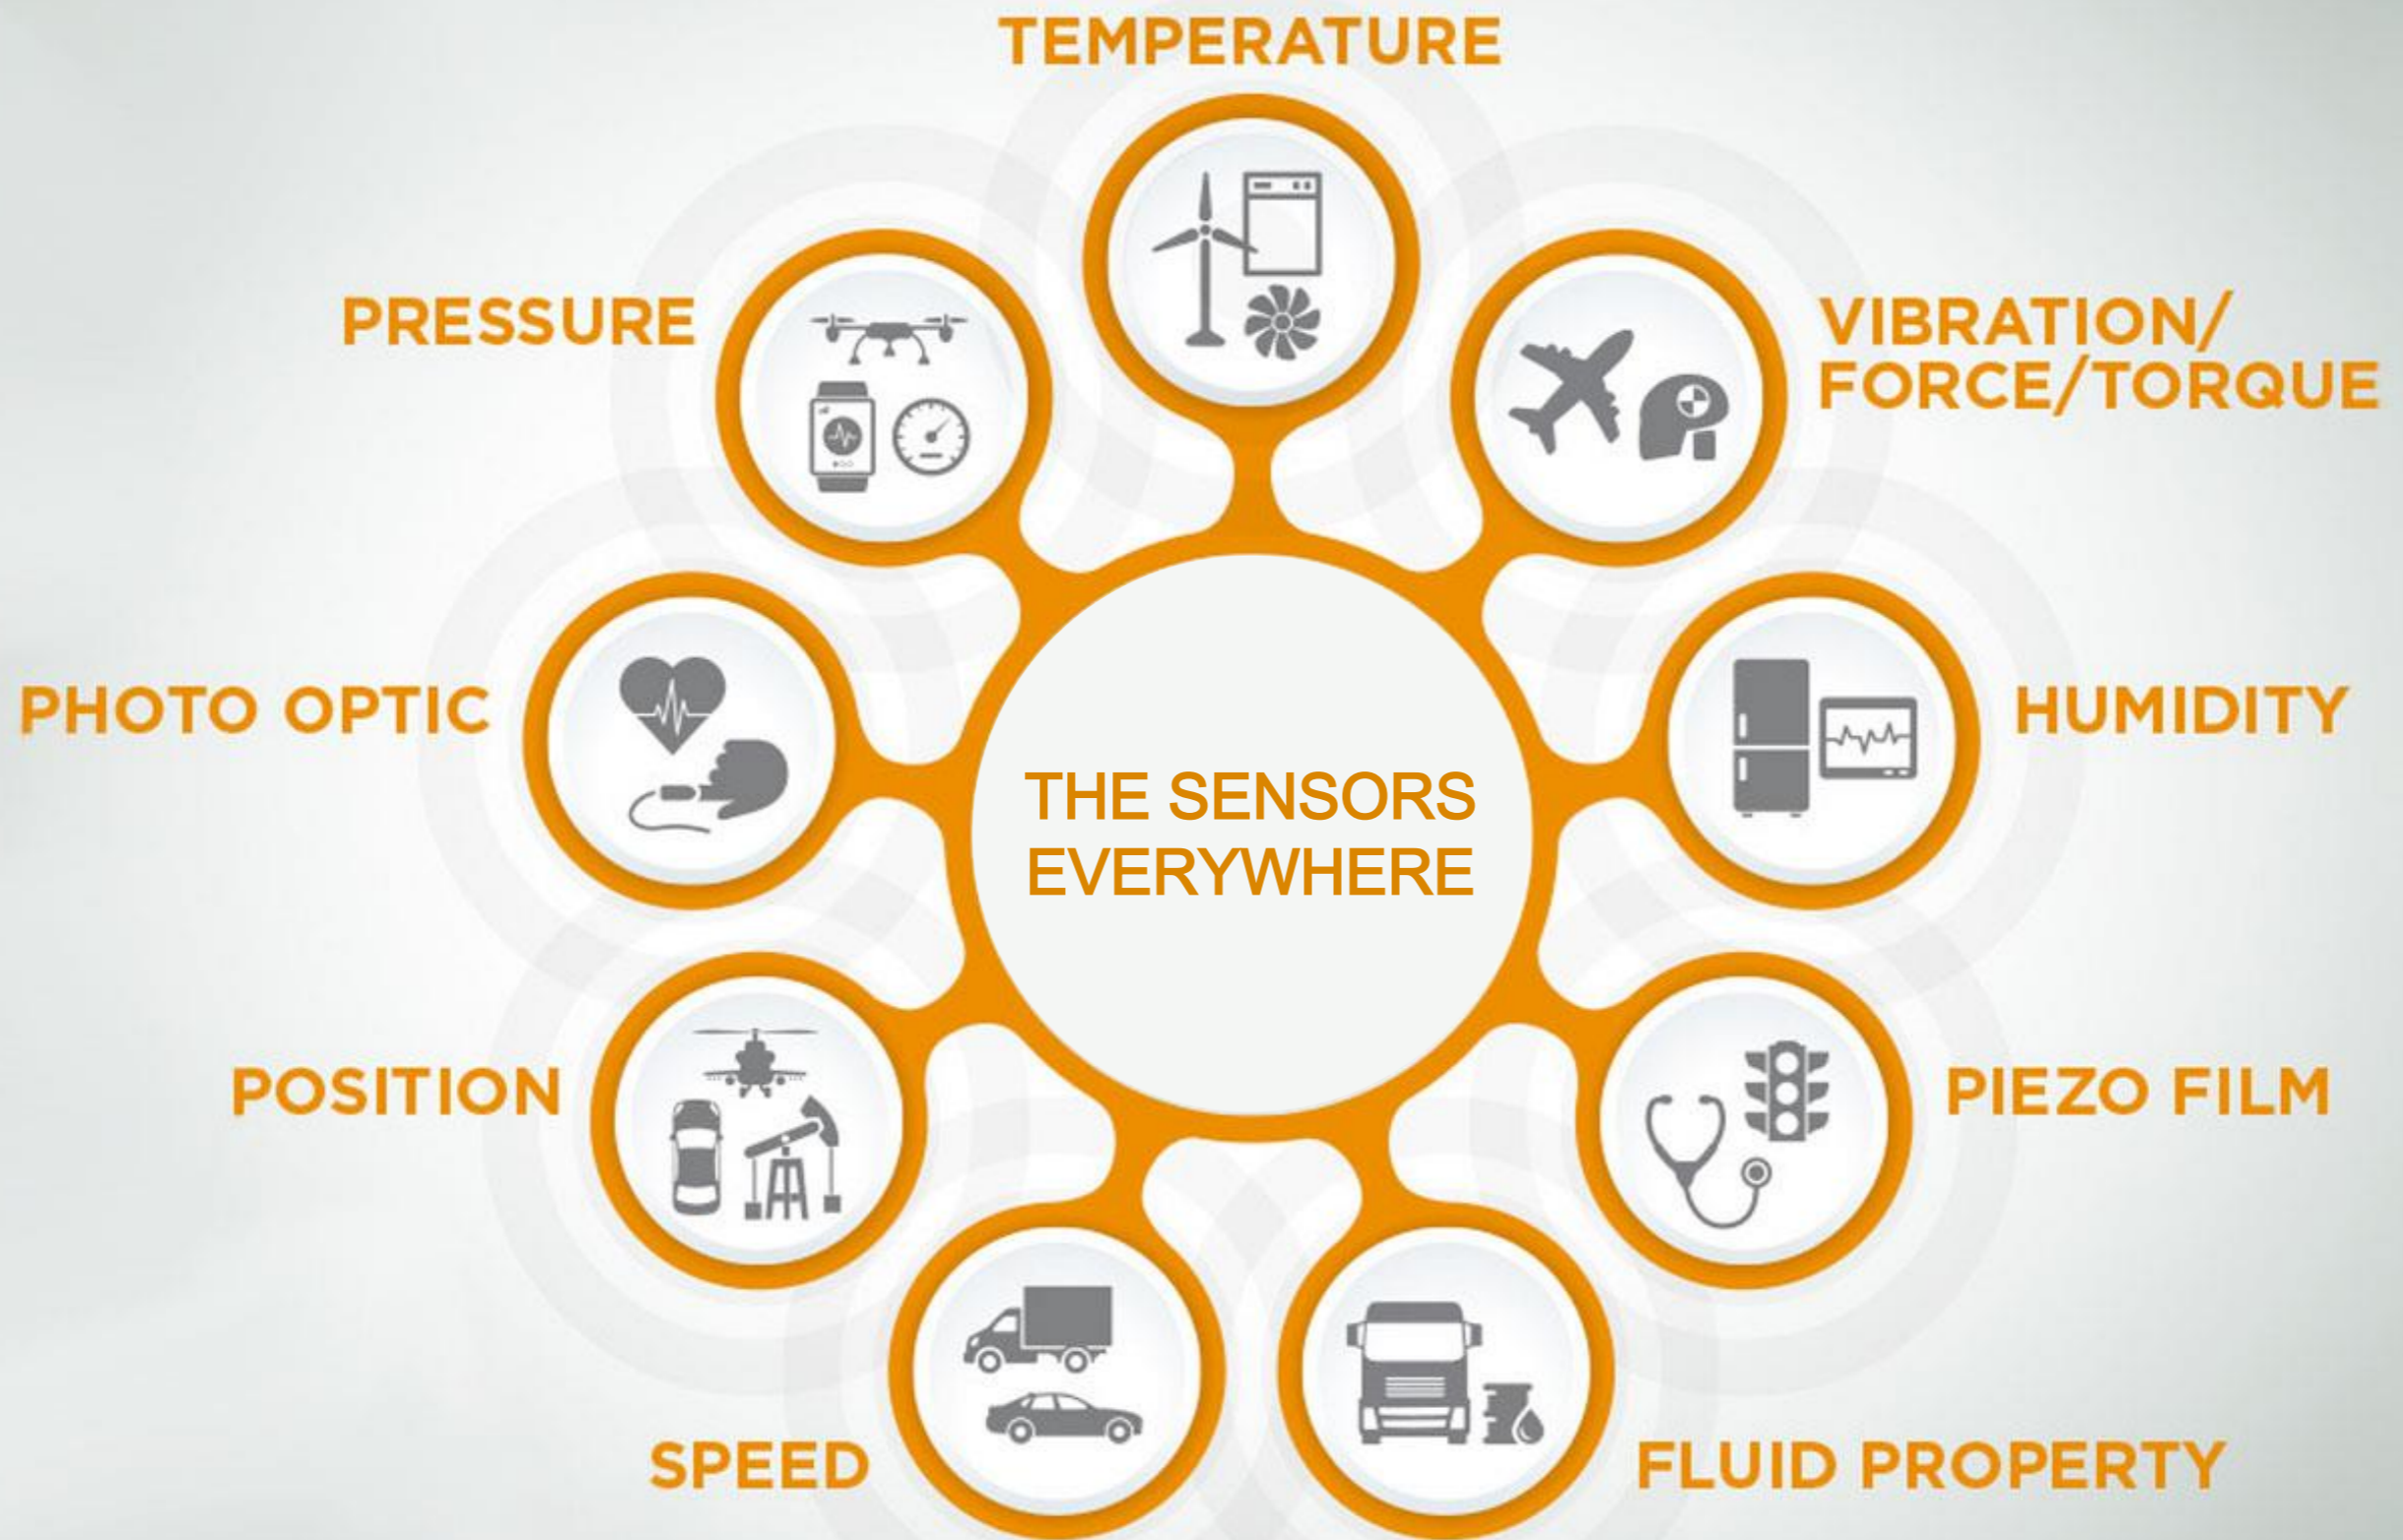 TEMPERATURE
PRESSURE
VIBRATION/
FORCE/TORQUE
PHOTO OPTIC
HUMIDITY
THE SENSORS
EVERYWHERE
POSITION
PIEZO FILM
SPEED
FLUID PROPERTY